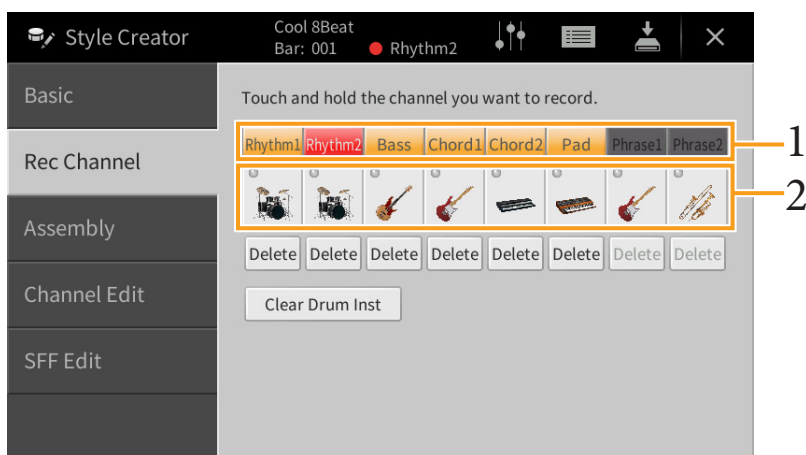 Style Creator
Cool 8Beat
Bar: 001 Rhythm2
Basic
Rec Channel
Assembly
Channel Edit
SFF Edit
Touch and hold the channel you want to record.
Rhythm1 Rhythm2 Bass Chord1 Chord2 Pad Phrase1 Phrase2
1
2
Delete Delete Delete Delete Delete Delete Delete Delete
Clear Drum Inst